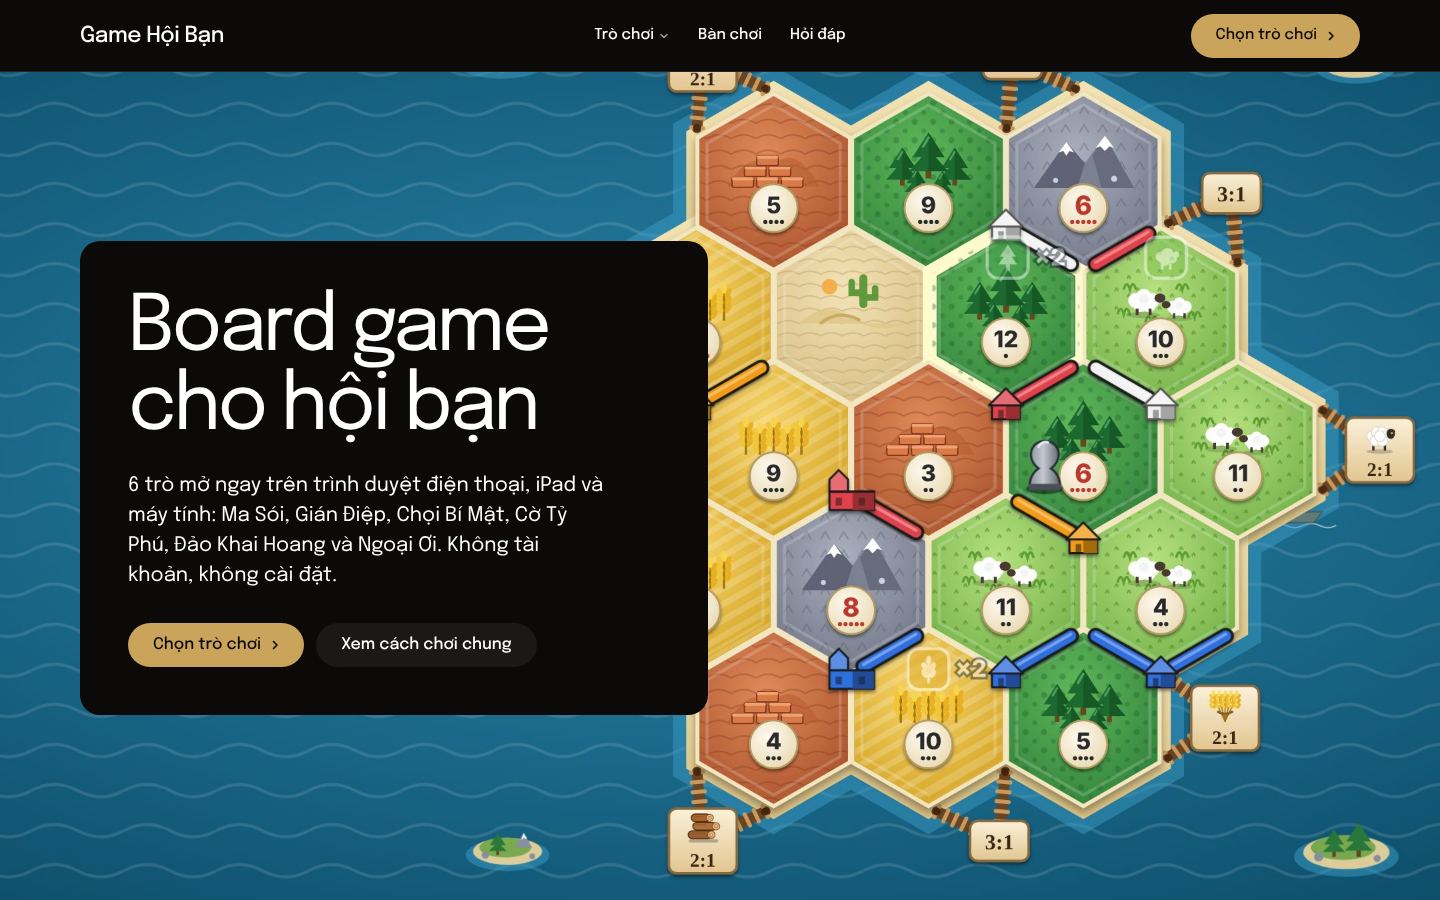 Game Hội Bạn
Trò chơi
Bàn chơi
Hỏi đáp
Chọn trò chơi
2:1
5
9
6
3:1
Board game
cho hội bạn
6 trò mở ngay trên trình duyệt điện thoại, iPad và
máy tính: Ma Sói, Gián Điệp, Chọi Bí Mật, Cờ Tỷ
Phú, Đảo Khai Hoang và Ngoại Ơi. Không tài
khoản, không cài đặt.
Chọn trò chơi
Xem cách chơi chung
×2
12
10
9
3
6
11
2:1
8
11
4
×2
4
10
5
2:1
2:1
3:1